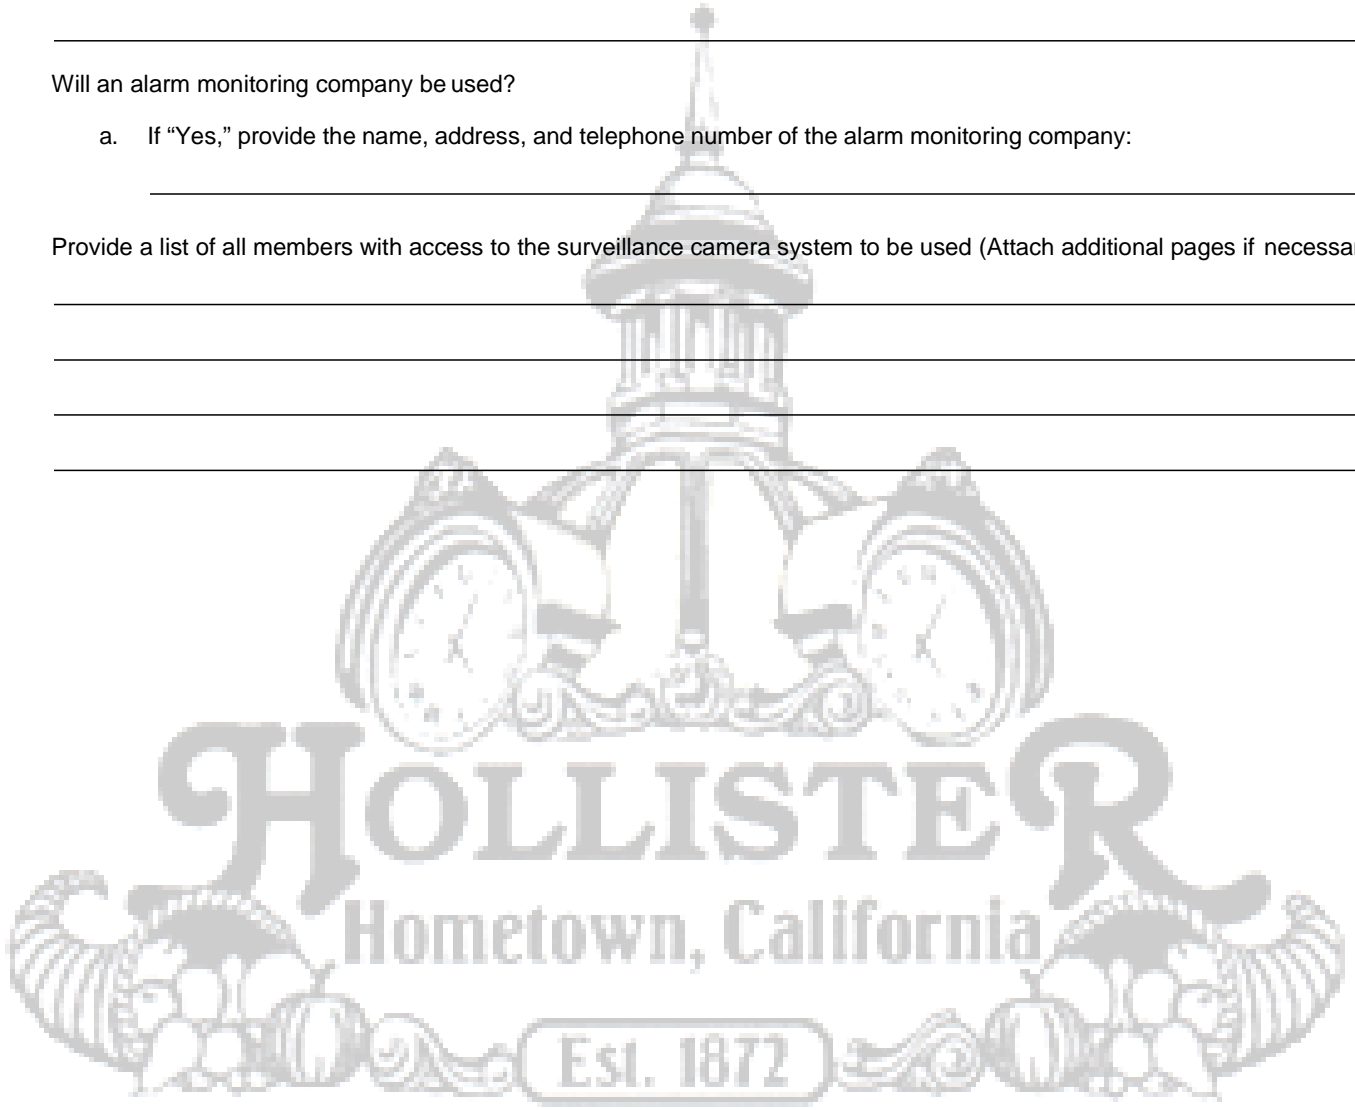 Will an alarm monitoring company be used?
a. If “Yes,” provide the name, address, and telephone number of the alarm monitoring company:
Provide a list of all members with access to the surveillance camera system to be used (Attach additional pages if necessar
HOLLISTER
Hometown, California
Est. 1872